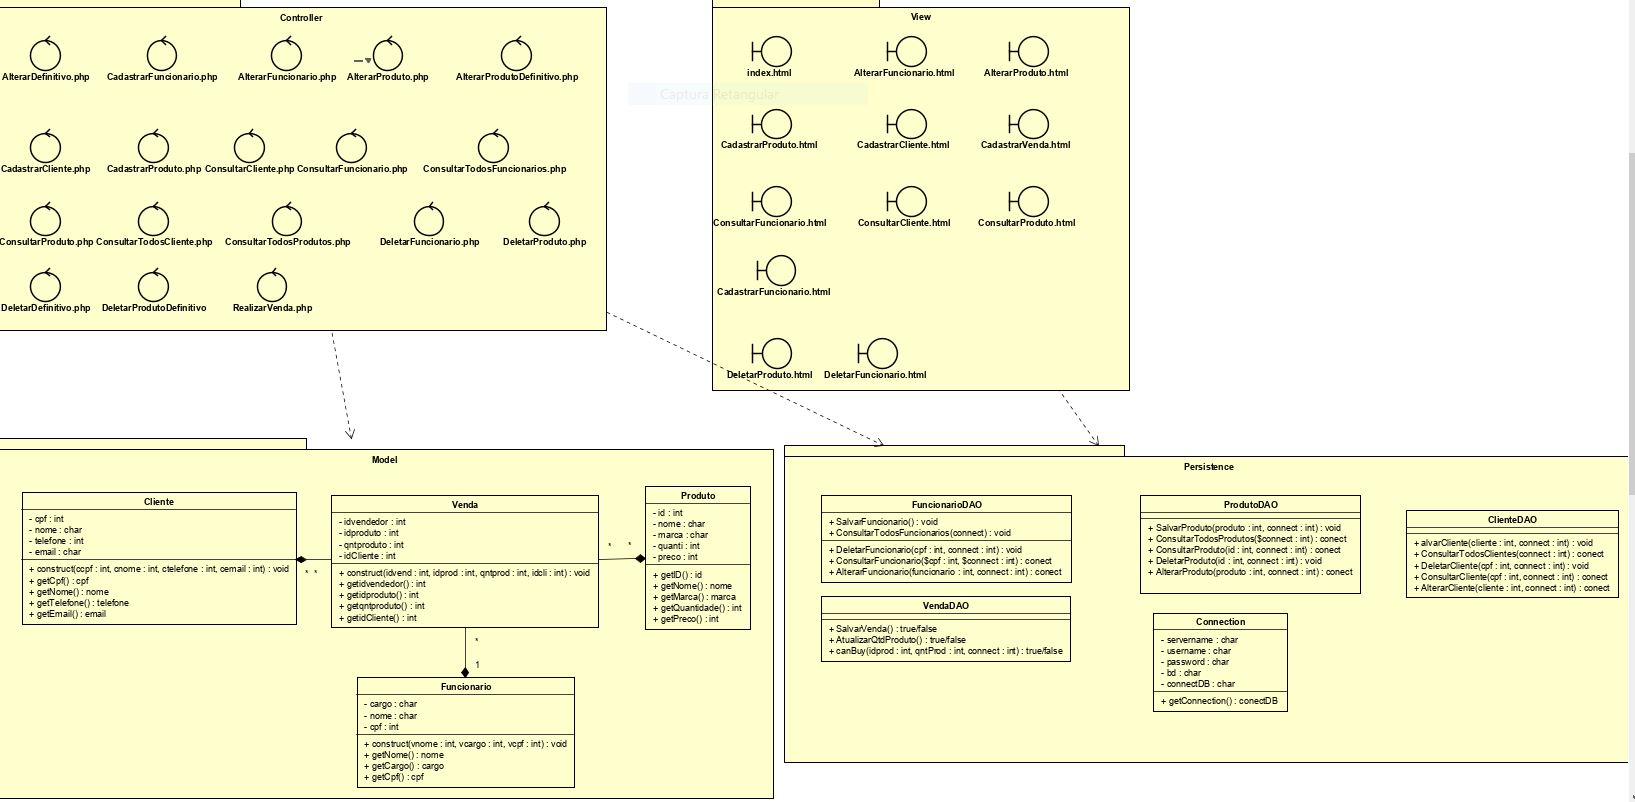 Controller
AlterarDefinitivo.php
CadastrarFuncionario.php
AlterarFuncionario.php
AlterarProduto.php
AlterarProdutoDefinitivo.php
CadastrarCliente.php
CadastrarProduto.php
ConsultarCliente.php
ConsultarFuncionario.php
ConsultarTodosFuncionarios.php
ConsultarProduto.php
ConsultarTodosCliente.php
ConsultarTodosProdutos.php
DeletarFuncionario.php
DeletarProduto.php
DeletarDefinitivo.php
DeletarProdutoDefinitivo
RealizarVenda.php
View
index.html
AlterarFuncionario.html
AlterarProduto.html
Captura Retangular
CadastrarProduto.html
CadastrarCliente.html
CadastrarVenda.html
ConsultarFuncionario.html
ConsultarCliente.html
ConsultarProduto.html
CadastrarFuncionario.html
DeletarProduto.html
DeletarFuncionario.html
Model
Cliente
- cpf : int
- nome : char
- telefone : int
- email : char
+ construct(ccpf : int, cnome : int, ctelefone : int, cemail : int) : void
+ getCpf() : cpf
+ getNome() : nome
+ getTelefone() : telefone
+ getEmail() : email
* *
Venda
- idvendedor : int
- idproduto : int
- qntproduto : int
- idCliente : int
+ construct(idvend : int, idprod : int, qntprod : int, idcli : int) : void
+ getidvendedor() : int
+ getidproduto() : int
+ getqntproduto() : int
+ getidCliente() : int
* *
Produto
- id : int
- nome : char
- marca : char
- quanti : int
- preco : int
+ getID() : id
+ getNome() : nome
+ getMarca() : marca
+ getQuantidade() : int
+ getPreco() : int
*
1
Funcionario
- cargo : char
- nome : char
- cpf : int
+ construct(vnome : int, vcargo : int, vcpf : int) : void
+ getNome() : nome
+ getCargo() : cargo
+ getCpf() : cpf
Persistence
FuncionarioDAO
+ SalvarFuncionario() : void
+ ConsultarTodosFuncionarios(connect) : void
+ DeletarFuncionario(cpf : int, connect : int) : void
+ ConsultarFuncionario($cpf : int, $connect : int) : conect
+ AlterarFuncionario(funcionario : int, connect : int) : conect
VendaDAO
+ SalvarVenda() : true/false
+ AtualizarQtdProduto() : true/false
+ canBuy(idprod : int, qntProd : int, connect : int) : true/false
ProdutoDAO
+ SalvarProduto(produto : int, connect : int) : void
+ ConsultarTodosProdutos($connect : int) : conect
+ ConsultarProduto(id : int, connect : int) : conect
+ DeletarProduto(id : int, connect : int) : void
+ AlterarProduto(produto : int, connect : int) : conect
Connection
- servername : char
- username : char
- password : char
- bd : char
- connectDB : char
+ getConnection() : conectDB
ClienteDAO
+ alvarCliente(cliente : int, connect : int) : void
+ ConsultarTodosClientes(connect : int) : conect
+ DeletarCliente(cpf : int, connect : int) : void
+ ConsultarCliente(cpf : int, connect : int) : conect
+ AlterarCliente(cliente : int, connect : int) : conect